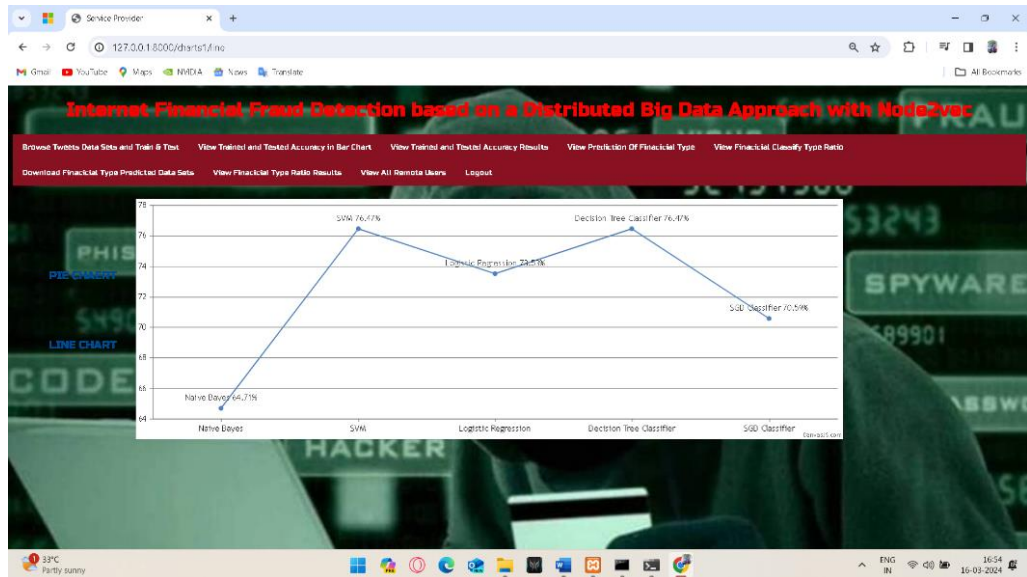 Service Provider
127.0.0.1:8000/charts1/line
Gmail YouTube Maps NVIDIA News Translate All Bookmarks
Internet Financial Fraud Detection based on a Distributed Big Data Approach with Node2vec
Browse Tweets Data Sets and Train & Test View Trained and Tested Accuracy in Bar Chart View Trained and Tested Accuracy Results View Prediction Of Finacicial Type View Finacicial Classify Type Ratio
Download Finacicial Type Predicted Data Sets View Finacicial Type Ratio Results View All Remote Users Logout
78
SVM 76.47% Decision Tree Classifier 76.47%
76
53243
PHIS
Logistic Regression 73.53%
74
PIE CHART
SPYWARE
72
SGD Classifier 70.59%
70
689901
LINE CHART
68
CODE
66
Naive Bayes 64.71%
64
Naive Bayes SVM Logistic Regression Decision Tree Classifier SGD Classifier
CanvasJS.com
HACKER
33°C
Partly sunny
ENG
IN
16:54
16-03-2024